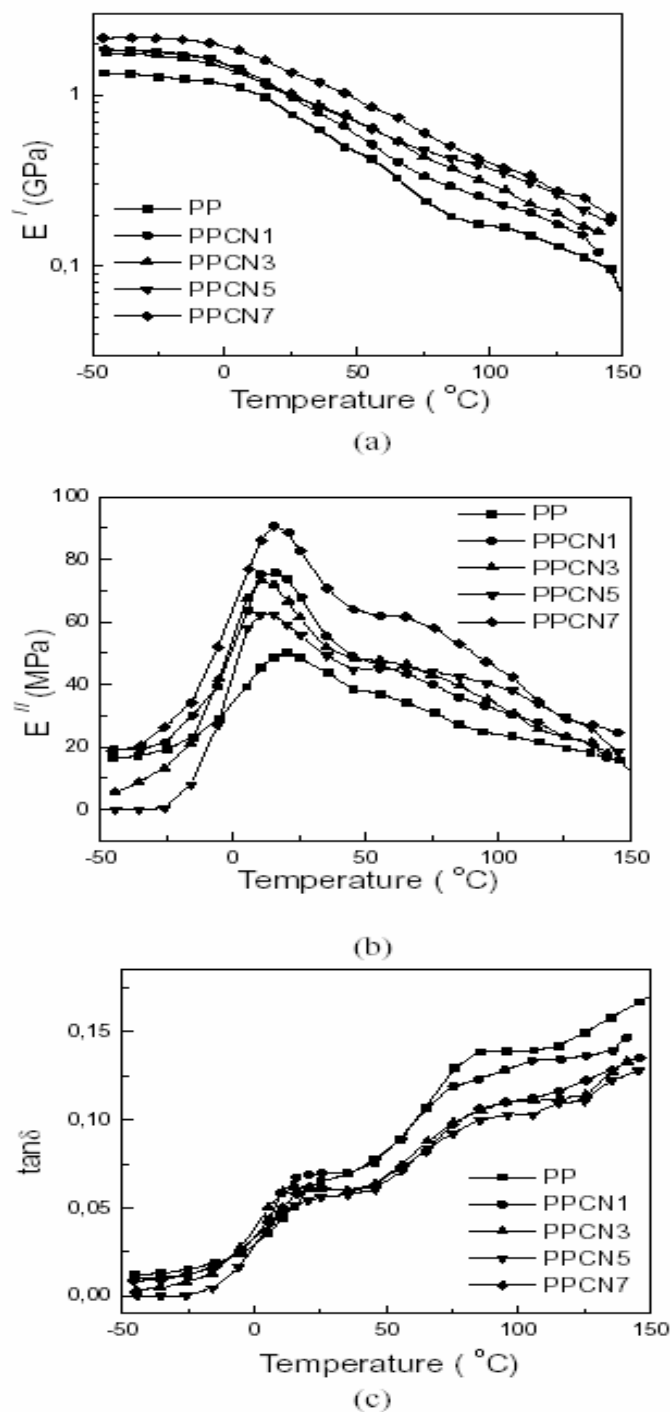 E ′ (GPa)
1
0,1
PP
PPCN1
PPCN3
PPCN5
PPCN7
-50 0 50 100 150
Temperature ( °C)
(a)
E ″ (MPa)
100
80
60
40
20
0
PP
PPCN1
PPCN3
PPCN5
PPCN7
-50 0 50 100 150
Temperature ( °C)
(b)
tanδ
0,15
0,10
0,05
0,00
PP
PPCN1
PPCN3
PPCN5
PPCN7
-50 0 50 100 150
Temperature ( °C)
(c)